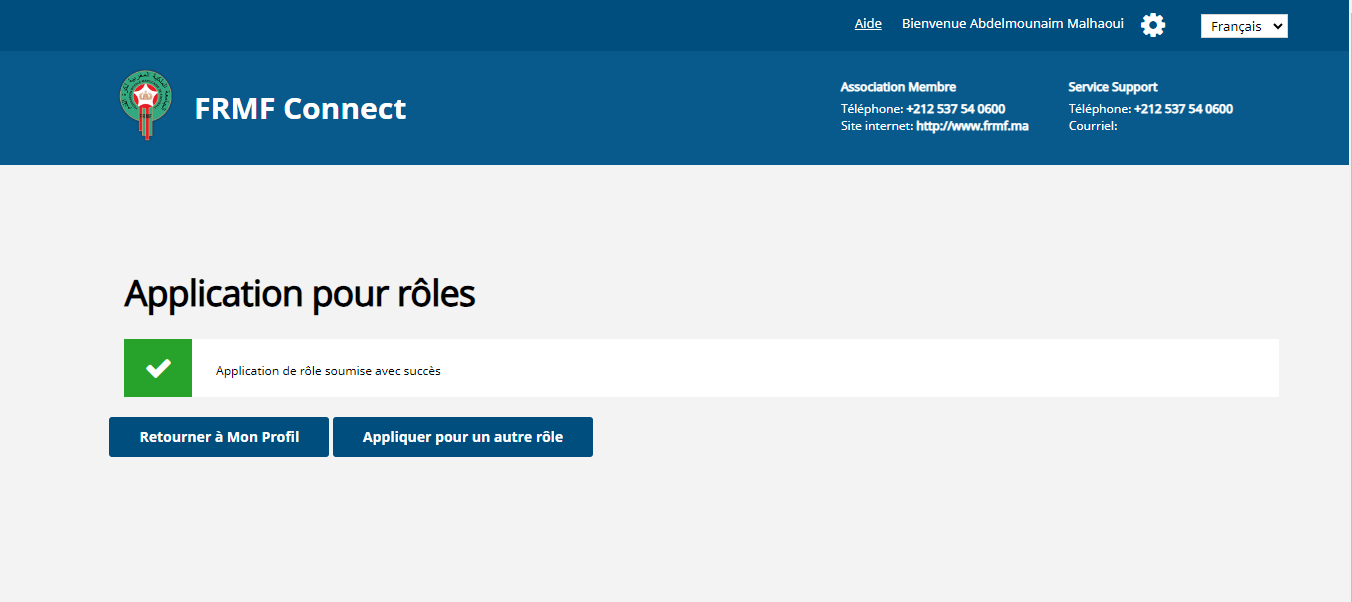 Aide Bienvenue Abdelmounaim Malhaoui Français
FRMF Connect
Association Membre
Téléphone: +212 537 54 0600
Site internet: http://www.frmf.ma
Service Support
Téléphone: +212 537 54 0600
Courriel:
Application pour rôles
Application de rôle soumise avec succès
Retourner à Mon Profil Appliquer pour un autre rôle